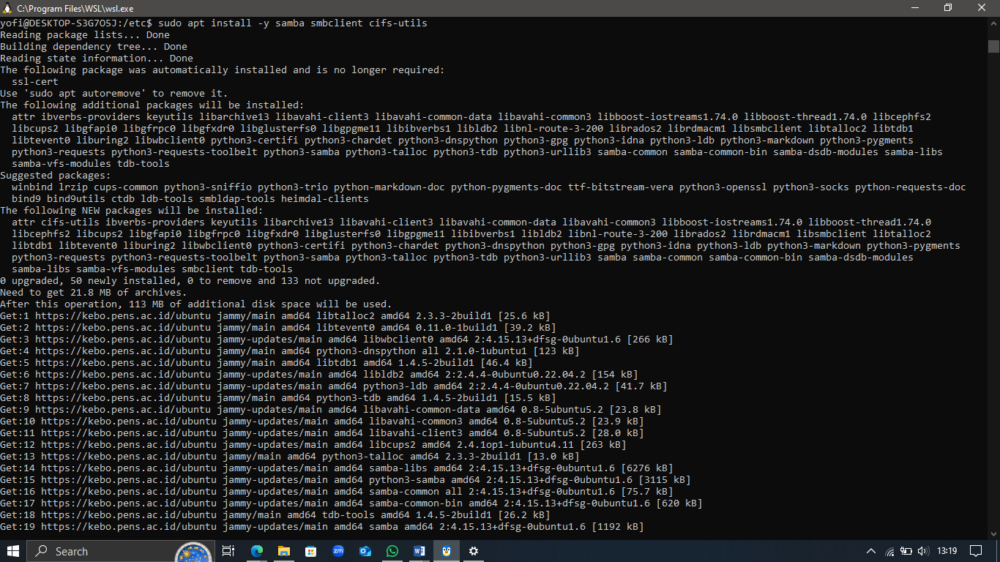 C:\Program Files\WSL\wsl.exe
yofi@DESKTOP-S3G7O5J:/etc$ sudo apt install -y samba smbclient cifs-utils
Reading package lists... Done
Building dependency tree... Done
Reading state information... Done
The following package was automatically installed and is no longer required:
  ssl-cert
Use 'sudo apt autoremove' to remove it.
The following additional packages will be installed:
  attr ibverbs-providers keyutils libarchive13 libavahi-client3 libavahi-common-data libavahi-common3 libboost-iostreams1.74.0 libboost-thread1.74.0 libcephfs2
  libcups2 libgfapi0 libgfrpc0 libgfxdr0 libglusterfs0 libgpgme11 libibverbs1 libldb2 libnl-route-3-200 librados2 librdmacm1 libsmbclient libtalloc2 libtdb1
  libtevent0 liburing2 libwbclient0 python3-certifi python3-chardet python3-dnspython python3-gpg python3-idna python3-ldb python3-markdown python3-pygments
  python3-requests python3-requests-toolbelt python3-samba python3-talloc python3-tdb python3-urllib3 samba-common samba-common-bin samba-dsdb-modules samba-libs
  samba-vfs-modules tdb-tools
Suggested packages:
  winbind lrzip cups-common python3-sniffio python3-trio python-markdown-doc python-pygments-doc ttf-bitstream-vera python3-openssl python3-socks python-requests-doc
  bind9 bind9utils ctdb ldb-tools smbldap-tools heimdal-clients
The following NEW packages will be installed:
  attr cifs-utils ibverbs-providers keyutils libarchive13 libavahi-client3 libavahi-common-data libavahi-common3 libboost-iostreams1.74.0 libboost-thread1.74.0
  libcephfs2 libcups2 libgfapi0 libgfrpc0 libgfxdr0 libglusterfs0 libgpgme11 libibverbs1 libldb2 libnl-route-3-200 librados2 librdmacm1 libsmbclient libtalloc2
  libtdb1 libtevent0 liburing2 libwbclient0 python3-certifi python3-chardet python3-dnspython python3-gpg python3-idna python3-ldb python3-markdown python3-pygments
  python3-requests python3-requests-toolbelt python3-samba python3-talloc python3-tdb python3-urllib3 samba samba-common samba-common-bin samba-dsdb-modules
  samba-libs samba-vfs-modules smbclient tdb-tools
0 upgraded, 50 newly installed, 0 to remove and 133 not upgraded.
Need to get 21.8 MB of archives.
After this operation, 113 MB of additional disk space will be used.
Get:1 https://kebo.pens.ac.id/ubuntu jammy/main amd64 libtalloc2 amd64 2.3.3-2build1 [25.6 kB]
Get:2 https://kebo.pens.ac.id/ubuntu jammy/main amd64 libtevent0 amd64 0.11.0-1build1 [39.2 kB]
Get:3 https://kebo.pens.ac.id/ubuntu jammy-updates/main amd64 libwbclient0 amd64 2:4.15.13+dfsg-0ubuntu1.6 [266 kB]
Get:4 https://kebo.pens.ac.id/ubuntu jammy/main amd64 python3-dnspython all 2.1.0-1ubuntu1 [123 kB]
Get:5 https://kebo.pens.ac.id/ubuntu jammy/main amd64 libtdb1 amd64 1.4.5-2build1 [46.4 kB]
Get:6 https://kebo.pens.ac.id/ubuntu jammy-updates/main amd64 libldb2 amd64 2:2.4.4-0ubuntu0.22.04.2 [154 kB]
Get:7 https://kebo.pens.ac.id/ubuntu jammy-updates/main amd64 python3-ldb amd64 2:2.4.4-0ubuntu0.22.04.2 [41.7 kB]
Get:8 https://kebo.pens.ac.id/ubuntu jammy/main amd64 python3-tdb amd64 1.4.5-2build1 [15.5 kB]
Get:9 https://kebo.pens.ac.id/ubuntu jammy-updates/main amd64 libavahi-common-data amd64 0.8-5ubuntu5.2 [23.8 kB]
Get:10 https://kebo.pens.ac.id/ubuntu jammy-updates/main amd64 libavahi-common3 amd64 0.8-5ubuntu5.2 [23.9 kB]
Get:11 https://kebo.pens.ac.id/ubuntu jammy-updates/main amd64 libavahi-client3 amd64 0.8-5ubuntu5.2 [28.0 kB]
Get:12 https://kebo.pens.ac.id/ubuntu jammy-updates/main amd64 libcups2 amd64 2.4.1op1-1ubuntu4.11 [263 kB]
Get:13 https://kebo.pens.ac.id/ubuntu jammy/main amd64 python3-talloc amd64 2.3.3-2build1 [13.0 kB]
Get:14 https://kebo.pens.ac.id/ubuntu jammy-updates/main amd64 samba-libs amd64 2:4.15.13+dfsg-0ubuntu1.6 [6276 kB]
Get:15 https://kebo.pens.ac.id/ubuntu jammy-updates/main amd64 python3-samba amd64 2:4.15.13+dfsg-0ubuntu1.6 [3115 kB]
Get:16 https://kebo.pens.ac.id/ubuntu jammy-updates/main amd64 samba-common all 2:4.15.13+dfsg-0ubuntu1.6 [75.7 kB]
Get:17 https://kebo.pens.ac.id/ubuntu jammy-updates/main amd64 samba-common-bin amd64 2:4.15.13+dfsg-0ubuntu1.6 [620 kB]
Get:18 https://kebo.pens.ac.id/ubuntu jammy/main amd64 tdb-tools amd64 1.4.5-2build1 [26.2 kB]
Get:19 https://kebo.pens.ac.id/ubuntu jammy-updates/main amd64 samba amd64 2:4.15.13+dfsg-0ubuntu1.6 [1192 kB]
Search
zm
13:19